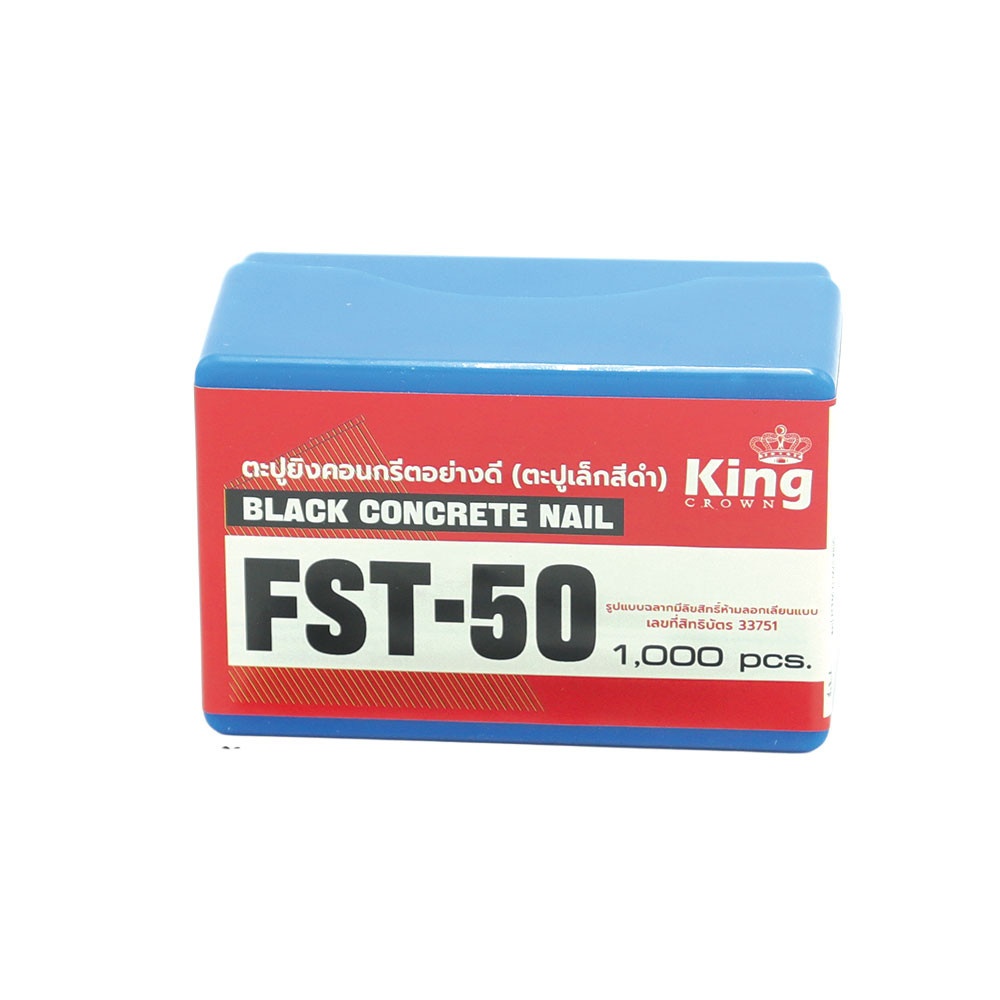 ตะปูยิงคอนกรีตอย่างดี (ตะปูเล็กสีดำ)
BLACK CONCRETE NAIL
King
CROWN
FST-50
รูปแบบฉลากมีลิขสิทธิ์ห้ามลอกเลียนแบบ
เลขที่สิทธิบัตร 33751
1,000 pcs.